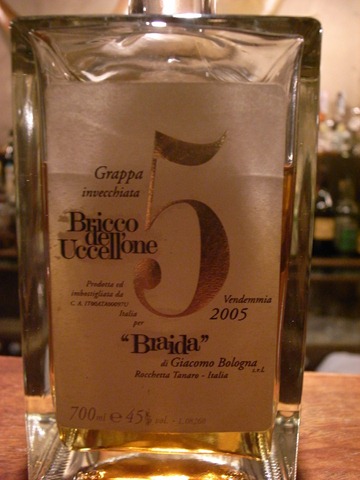 Grappa
invecchiata
5
Bricco
dell'
Uccellone
Prodotta ed
imbottigliata da
Italia
per
Vendemmia
2005
"Braida"
di Giacomo Bologna s.r.l.
Rocchetta Tanaro - Italia
700ml e 45% vol -